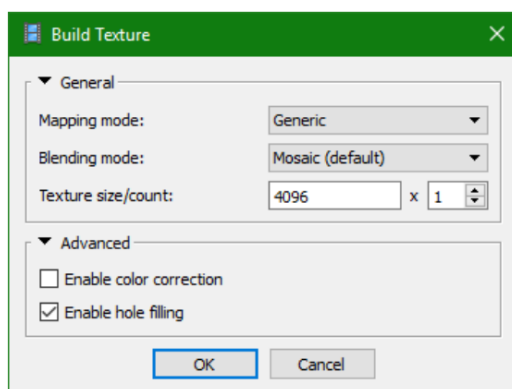 Build Texture
General
Mapping mode: Generic
Blending mode: Mosaic (default)
Texture size/count: 4096 x 1
Advanced
Enable color correction
Enable hole filling
OK Cancel